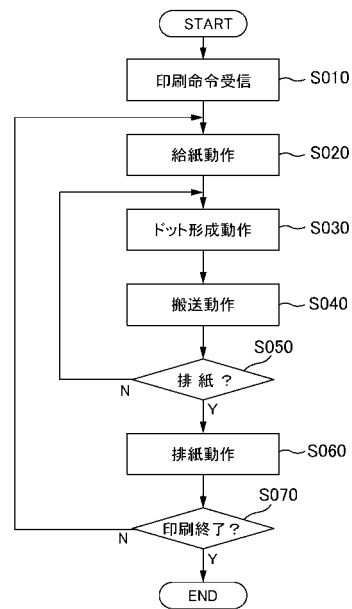 START
印刷命令受信
S010
給紙動作
S020
ドット形成動作
S030
搬送動作
S040
S050
排紙？
N
Y
排紙動作
S060
S070
印刷終了？
N
Y
END